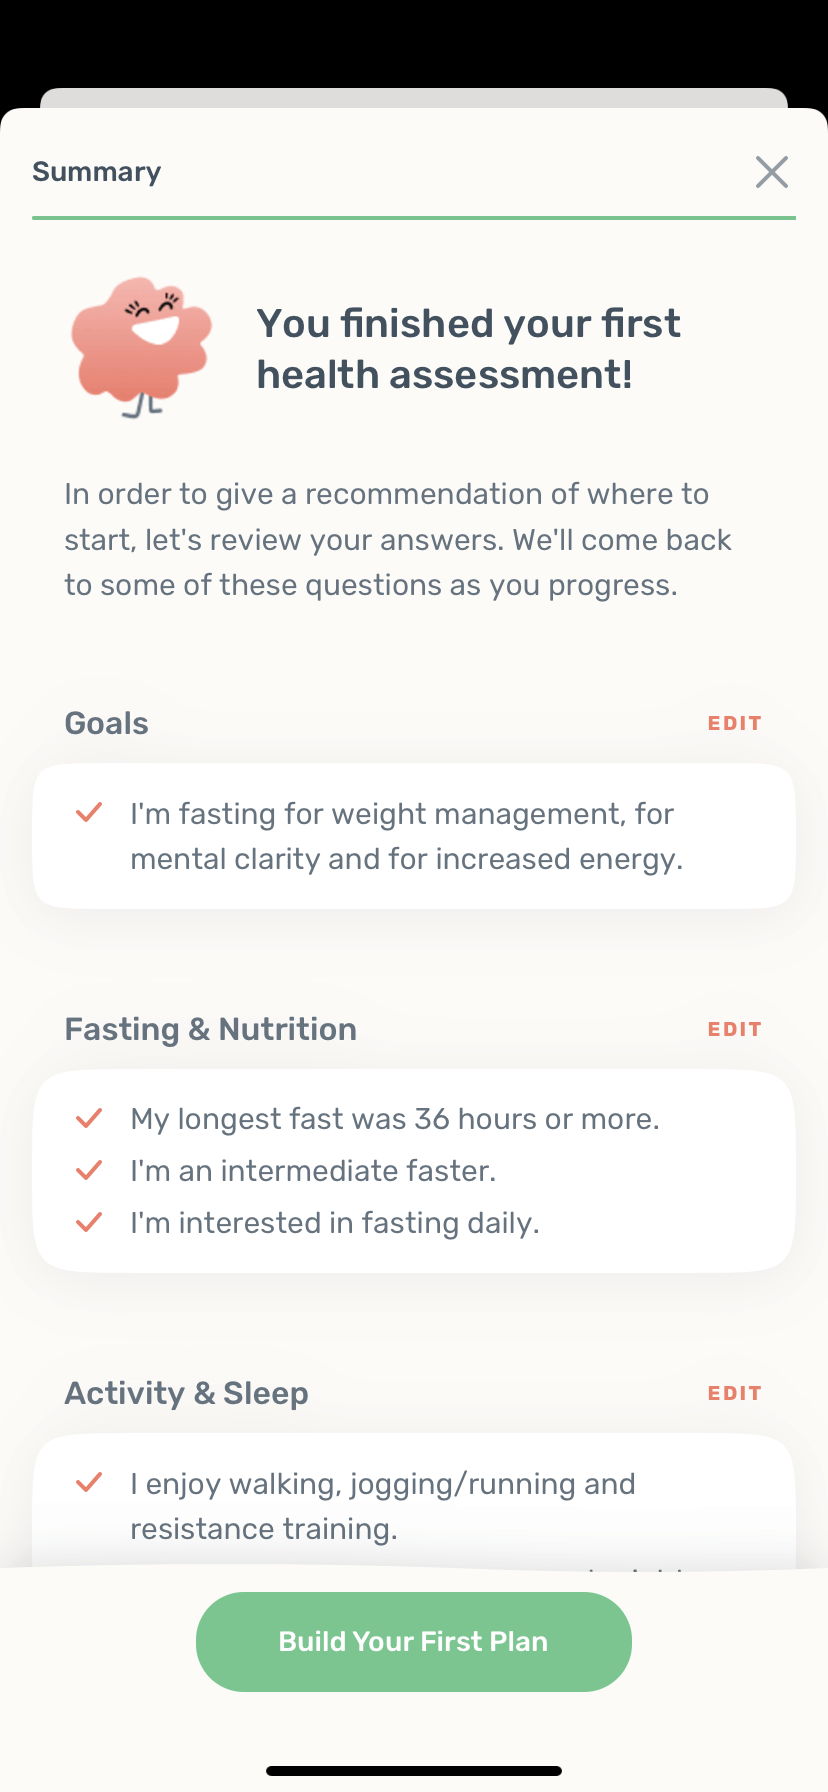 Summary
You finished your first
health assessment!
In order to give a recommendation of where to
start, let's review your answers. We'll come back
to some of these questions as you progress.
Goals
EDIT
I'm fasting for weight management, for
mental clarity and for increased energy.
Fasting & Nutrition
EDIT
My longest fast was 36 hours or more.
I'm an intermediate faster.
I'm interested in fasting daily.
Activity & Sleep
EDIT
I enjoy walking, jogging/running and
resistance training.
Build Your First Plan